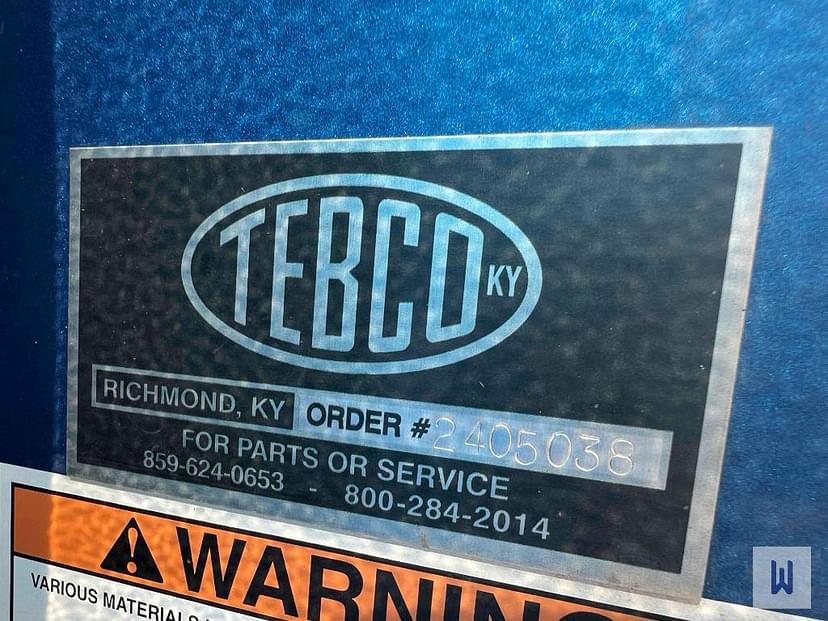 TEBCO KY
RICHMOND, KY ORDER # 2405038
FOR PARTS OR SERVICE
859-624-0653 - 800-284-2014
WARNING
VARIOUS MATERIALS
W